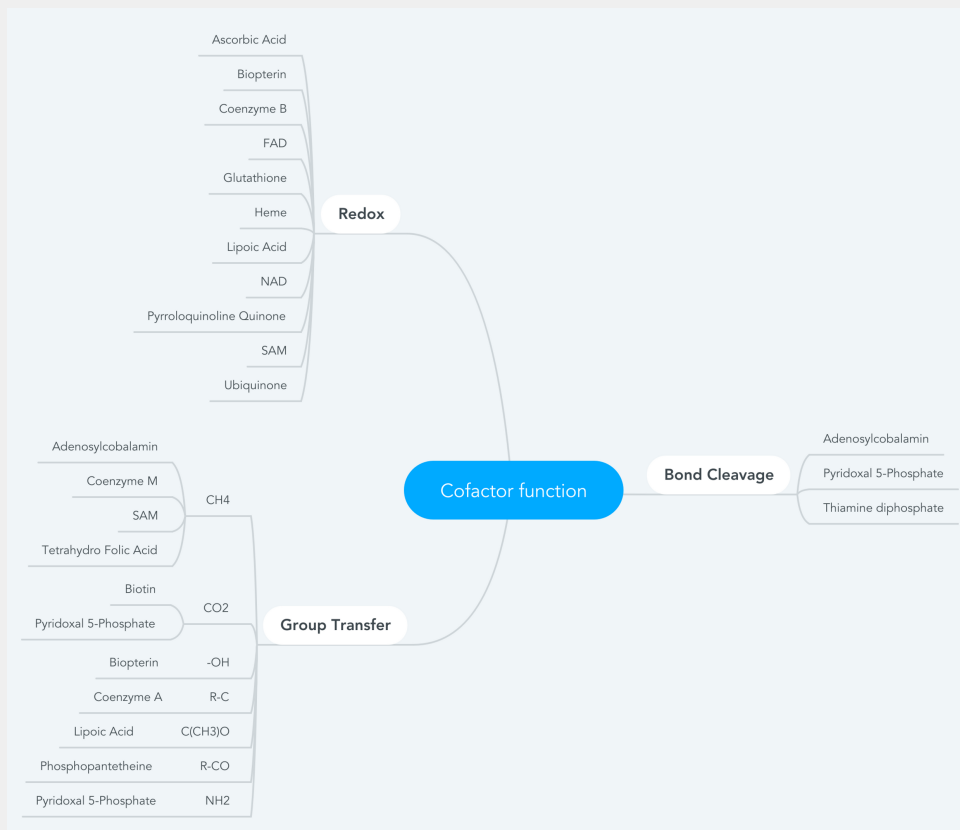 Ascorbic Acid
Biopterin
Coenzyme B
FAD
Glutathione
Heme
Lipoic Acid
NAD
Pyrroloquinoline Quinone
SAM
Ubiquinone
Redox
Cofactor function
Bond Cleavage
Adenosylcobalamin
Pyridoxal 5-Phosphate
Thiamine diphosphate
Group Transfer
Adenosylcobalamin
Coenzyme M
SAM
Tetrahydro Folic Acid
CH4
Biotin
Pyridoxal 5-Phosphate
CO2
Biopterin -OH
Coenzyme A R-C
Lipoic Acid C(CH3)O
Phosphopantetheine R-CO
Pyridoxal 5-Phosphate NH2